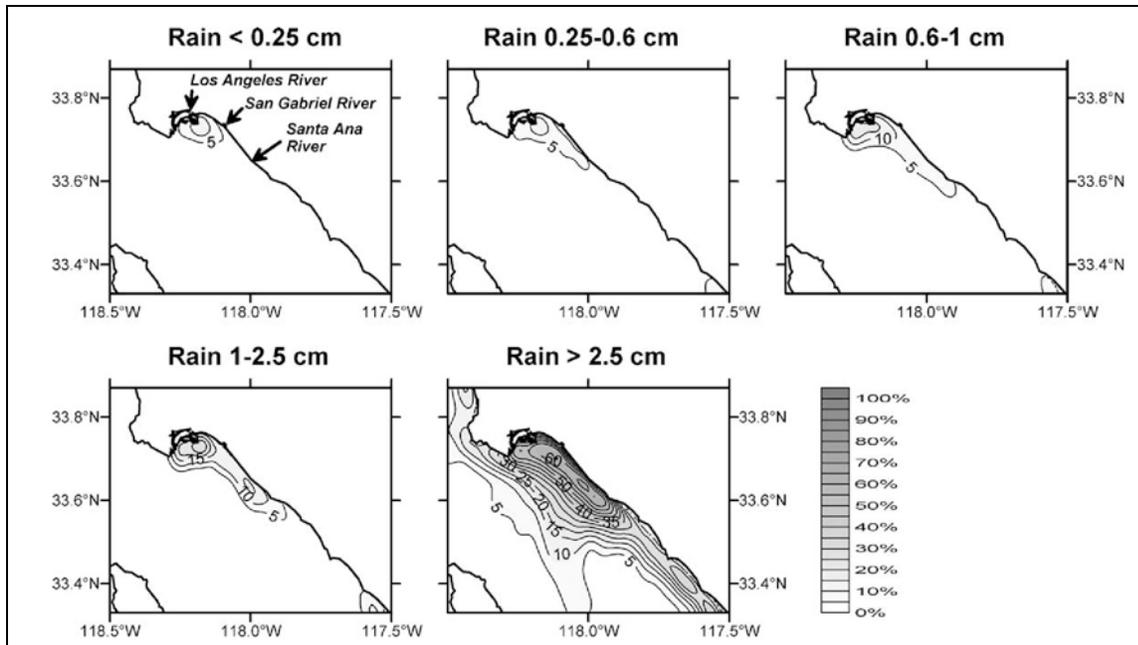 Rain < 0.25 cm
Rain 0.25-0.6 cm
Rain 0.6-1 cm
Los Angeles River
San Gabriel River
Santa Ana
River
5
5
10
5
33.8°N
33.6°N
33.4°N
33.8°N
33.6°N
33.4°N
118.5°W
118.0°W
117.5°W
118.0°W
117.5°W
118.0°W
117.5°W
Rain 1-2.5 cm
Rain > 2.5 cm
15
10
5
60
50
40
35
30
25
20
15
10
5
5
33.8°N
33.6°N
33.4°N
33.8°N
33.6°N
33.4°N
118.5°W
118.0°W
117.5°W
118.0°W
117.5°W
100%
90%
80%
70%
60%
50%
40%
30%
20%
10%
0%